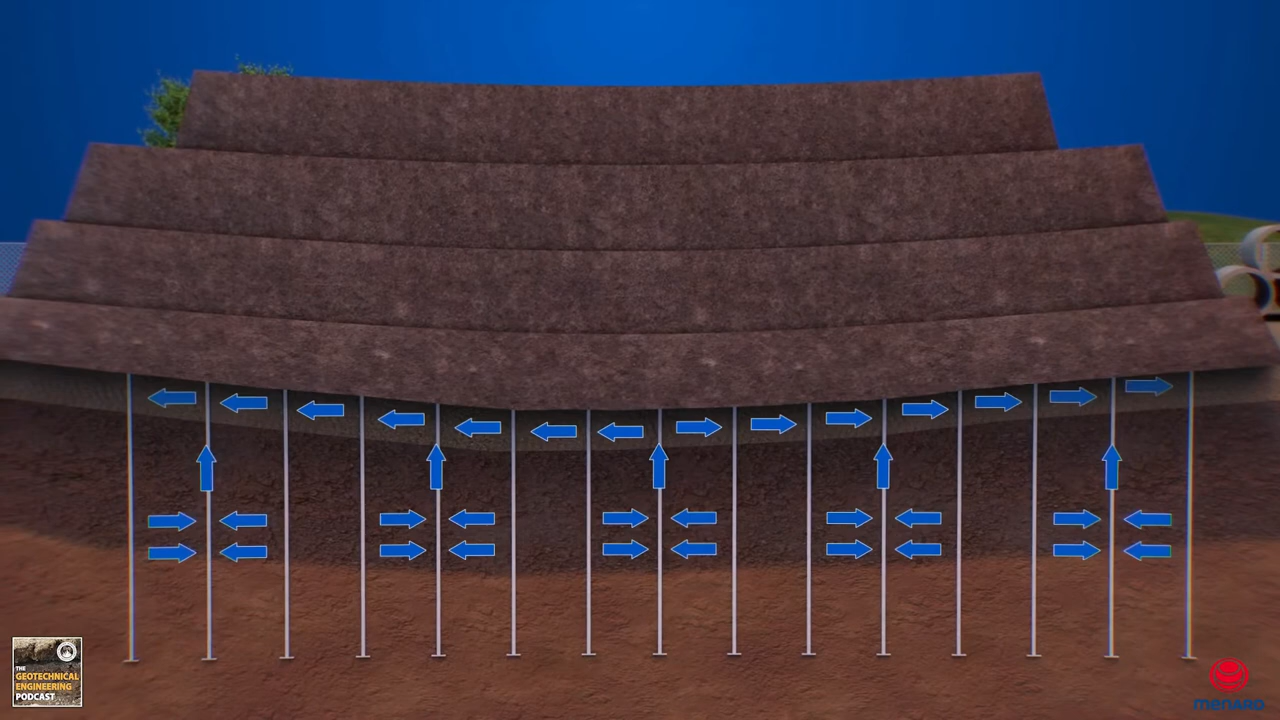 THE
GEOTECHNICAL
ENGINEERING
PODCAST
menARD